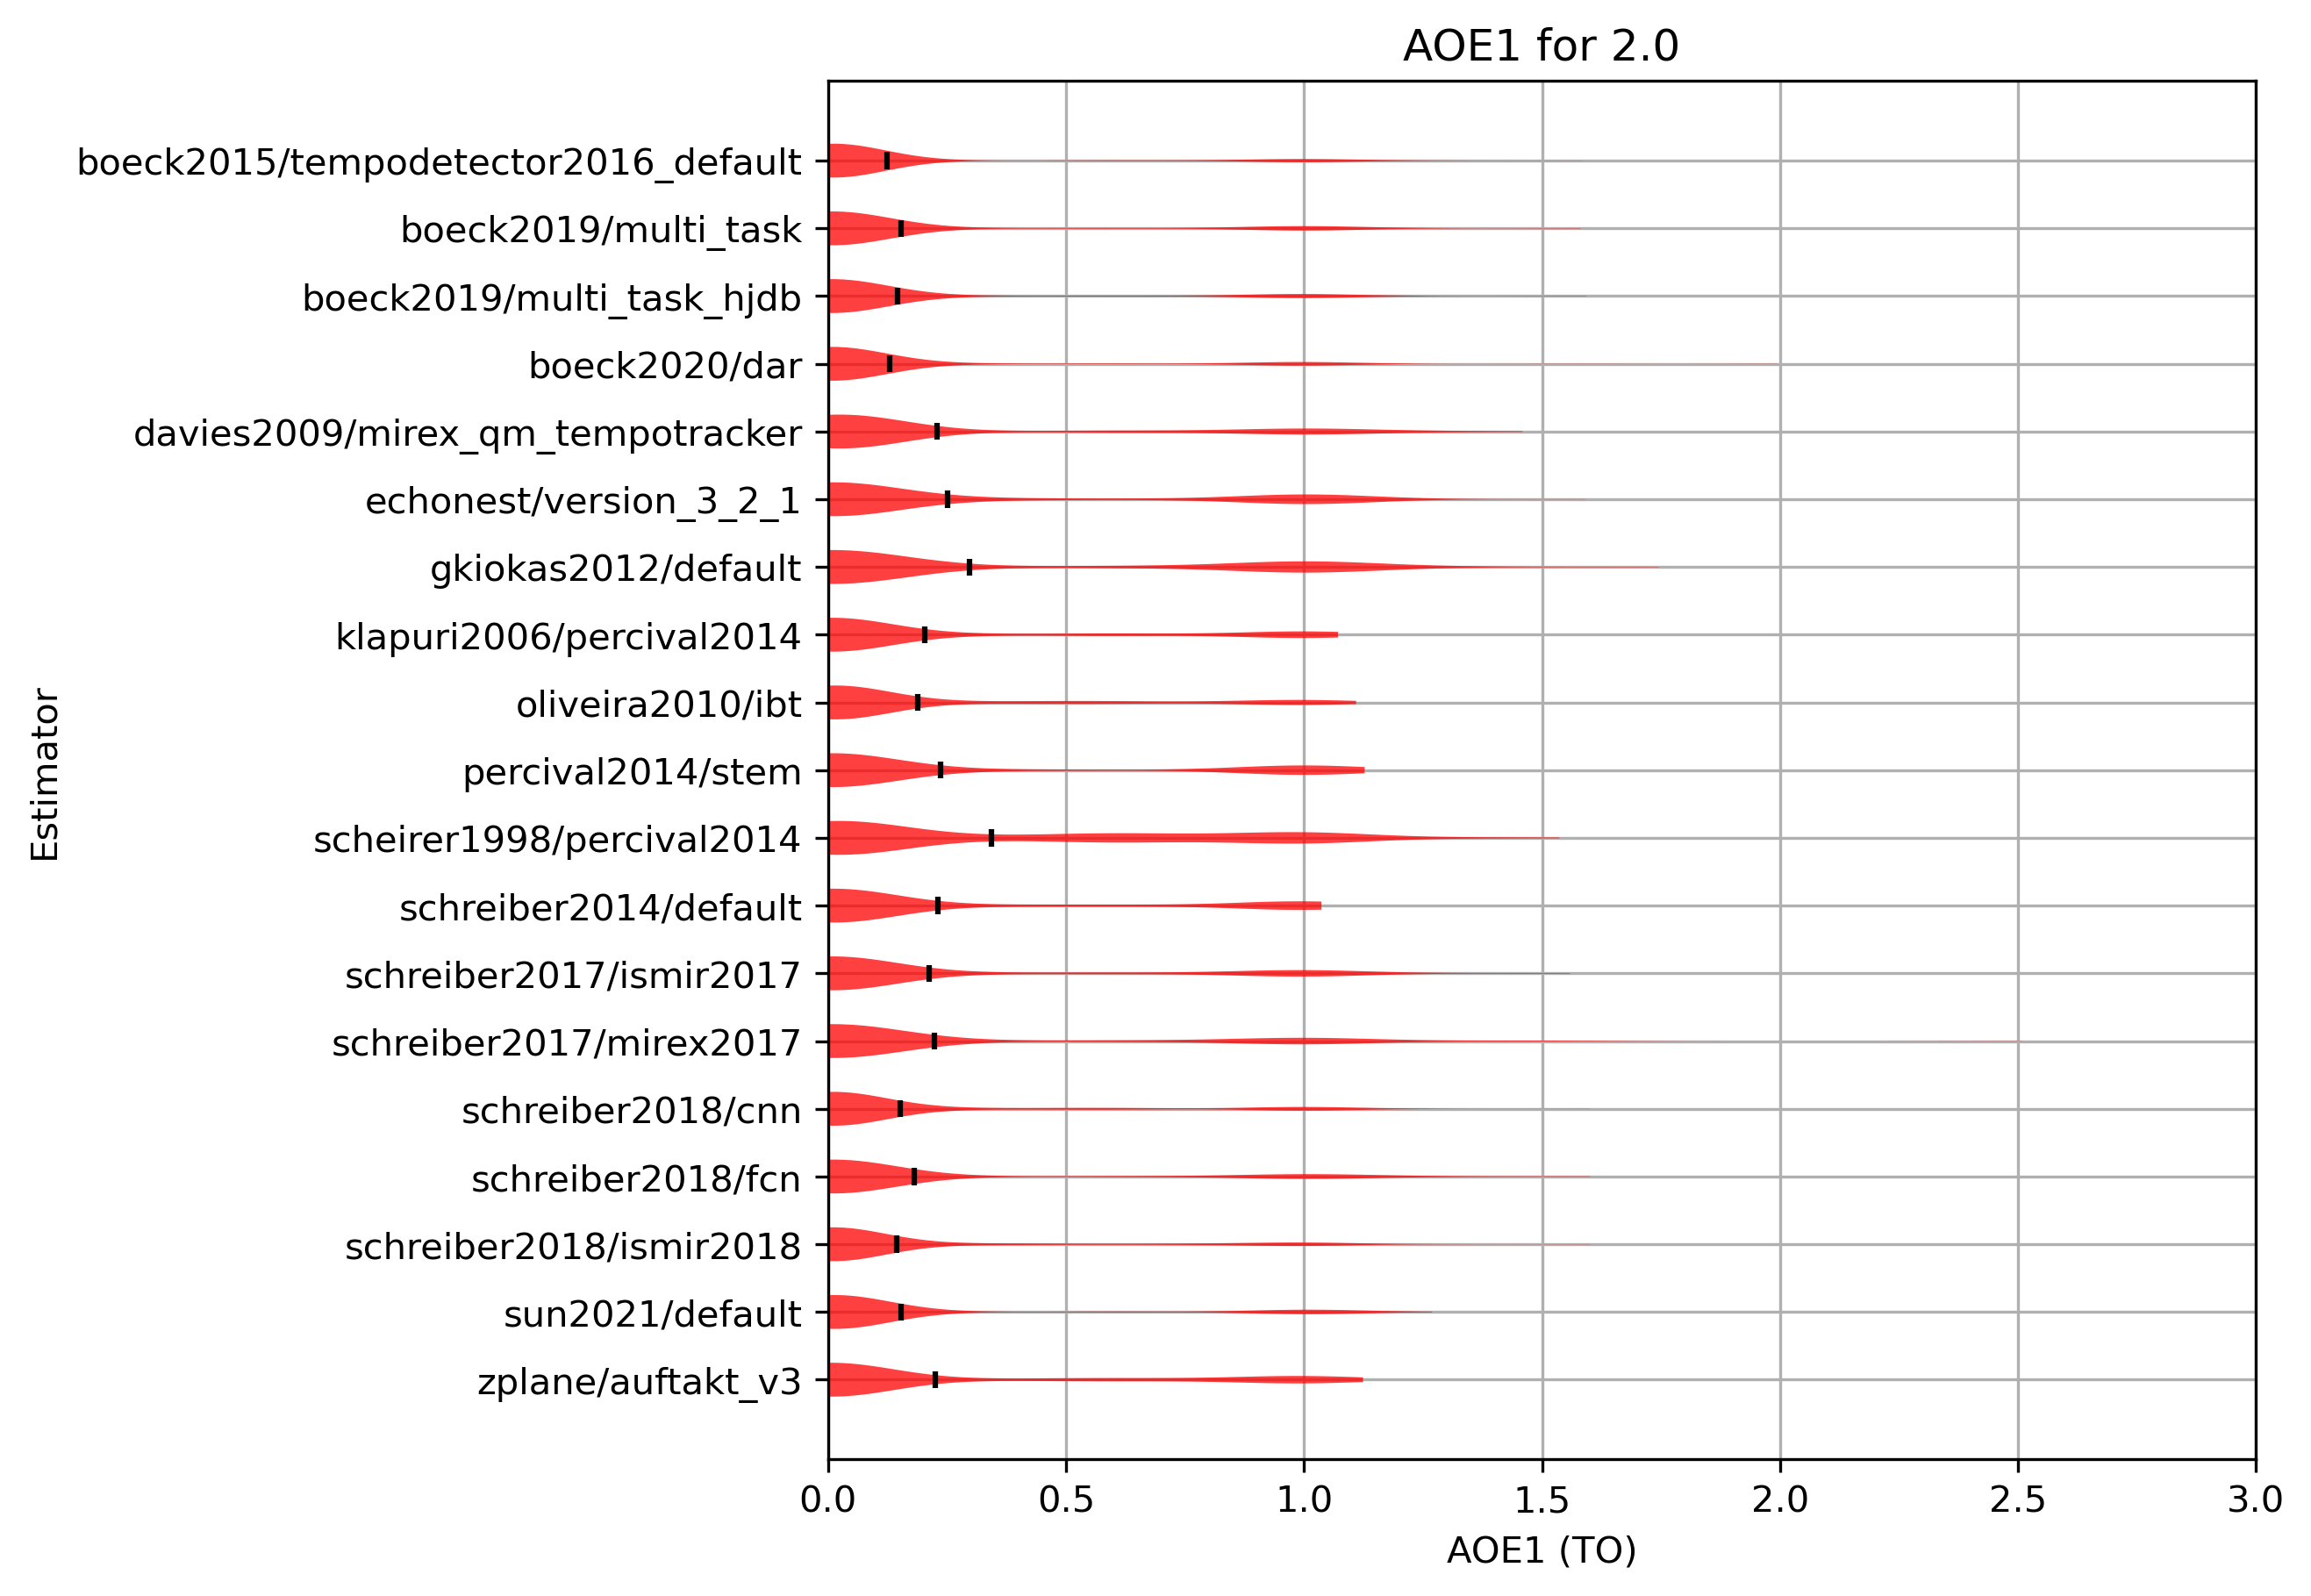 AOE1 for 2.0
boeck2015/tempodetector2016_default
boeck2019/multi_task
boeck2019/multi_task_hjdb
boeck2020/dar
davies2009/mirex_qm_tempotracker
echonest/version_3_2_1
gkiokas2012/default
klapuri2006/percival2014
oliveira2010/ibt
percival2014/stem
scheirer1998/percival2014
schreiber2014/default
schreiber2017/ismir2017
schreiber2017/mirex2017
schreiber2018/cnn
schreiber2018/fcn
schreiber2018/ismir2018
sun2021/default
zplane/auftakt_v3
Estimator
0.0 0.5 1.0 1.5 2.0 2.5 3.0
AOE1 (TO)